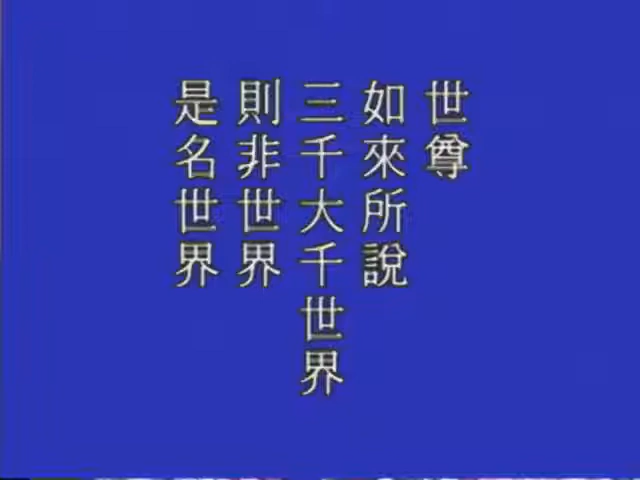 世尊
如來所說
三千大千世界
則非世界
是名世界